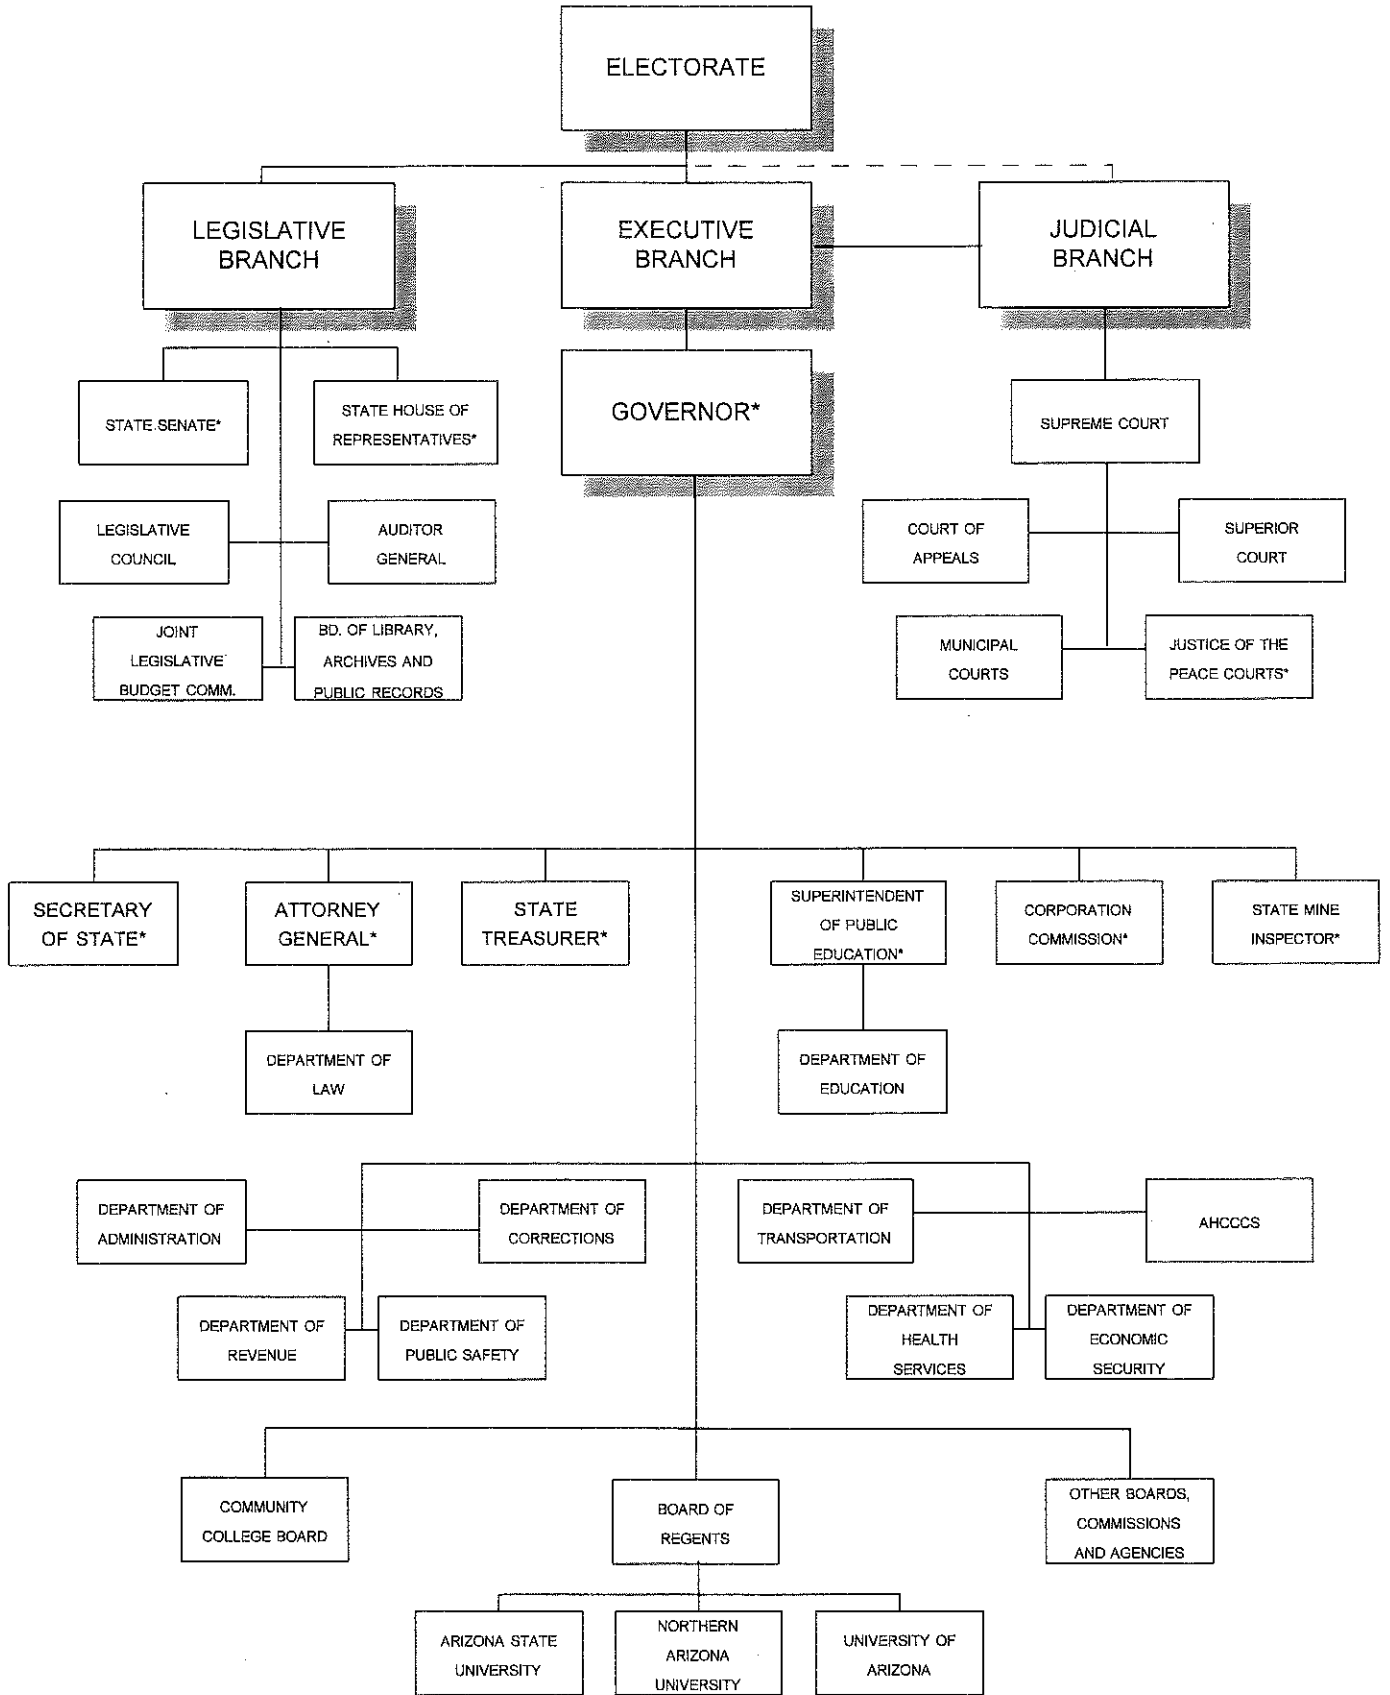 ELECTORATE
LEGISLATIVE
BRANCH
EXECUTIVE
BRANCH
JUDICIAL
BRANCH
STATE SENATE*
STATE HOUSE OF
REPRESENTATIVES*
GOVERNOR*
SUPREME COURT
LEGISLATIVE
COUNCIL
AUDITOR
GENERAL
COURT OF
APPEALS
SUPERIOR
COURT
JOINT
LEGISLATIVE
BUDGET COMM.
BD. OF LIBRARY,
ARCHIVES AND
PUBLIC RECORDS
MUNICIPAL
COURTS
JUSTICE OF THE
PEACE COURTS*
SECRETARY
OF STATE*
ATTORNEY
GENERAL*
STATE
TREASURER*
SUPERINTENDENT
OF PUBLIC
EDUCATION*
CORPORATION
COMMISSION*
STATE MINE
INSPECTOR*
DEPARTMENT OF
LAW
DEPARTMENT OF
EDUCATION
DEPARTMENT OF
ADMINISTRATION
DEPARTMENT OF
CORRECTIONS
DEPARTMENT OF
TRANSPORTATION
AHCCCS
DEPARTMENT OF
REVENUE
DEPARTMENT OF
PUBLIC SAFETY
DEPARTMENT OF
HEALTH
SERVICES
DEPARTMENT OF
ECONOMIC
SECURITY
COMMUNITY
COLLEGE BOARD
BOARD OF
REGENTS
OTHER BOARDS,
COMMISSIONS
AND AGENCIES
ARIZONA STATE
UNIVERSITY
NORTHERN
ARIZONA
UNIVERSITY
UNIVERSITY OF
ARIZONA